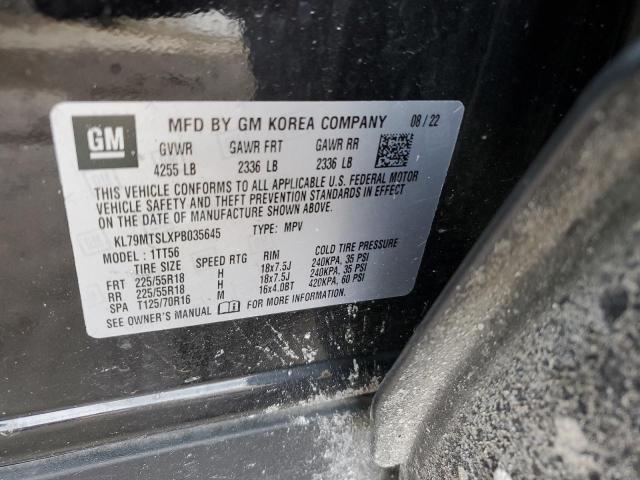 GM MFD BY GM KOREA COMPANY 08 / 22
GVWR GAWR FRT GAWR RR
4255 LB 2336 LB 2336 LB
THIS VEHICLE CONFORMS TO ALL APPLICABLE U.S. FEDERAL MOTOR
VEHICLE SAFETY AND THEFT PREVENTION STANDARDS IN EFFECT
ON THE DATE OF MANUFACTURE SHOWN ABOVE.
KL79MTSLXPB035645 TYPE: MPV
MODEL: 1TT56
TIRE SIZE SPEED RTG RIM COLD TIRE PRESSURE
FRT 225/55R18 H 18x7.5J 240KPA, 35 PSI
RR 225/55R18 H 18x7.5J 240KPA, 35 PSI
SPA T125/70R16 M 16x4.0BT 420KPA, 60 PSI
SEE OWNER'S MANUAL FOR MORE INFORMATION.